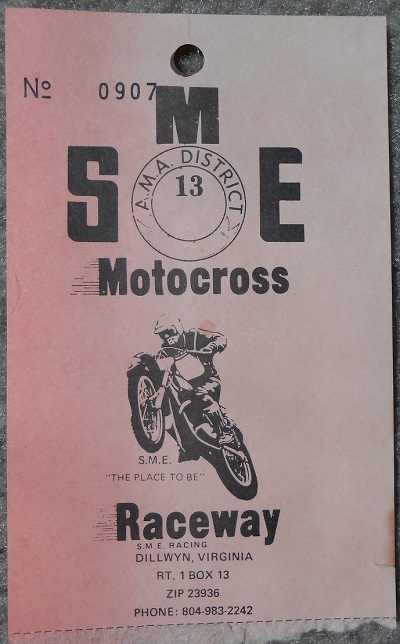 Nº 0907
M
S E
A.M.A. DISTRICT
13
Motocross
S.M.E.
"THE PLACE TO BE"
Raceway
S.M.E. RACING
DILLWYN, VIRGINIA
RT. 1 BOX 13
ZIP 23936
PHONE: 804-983-2242